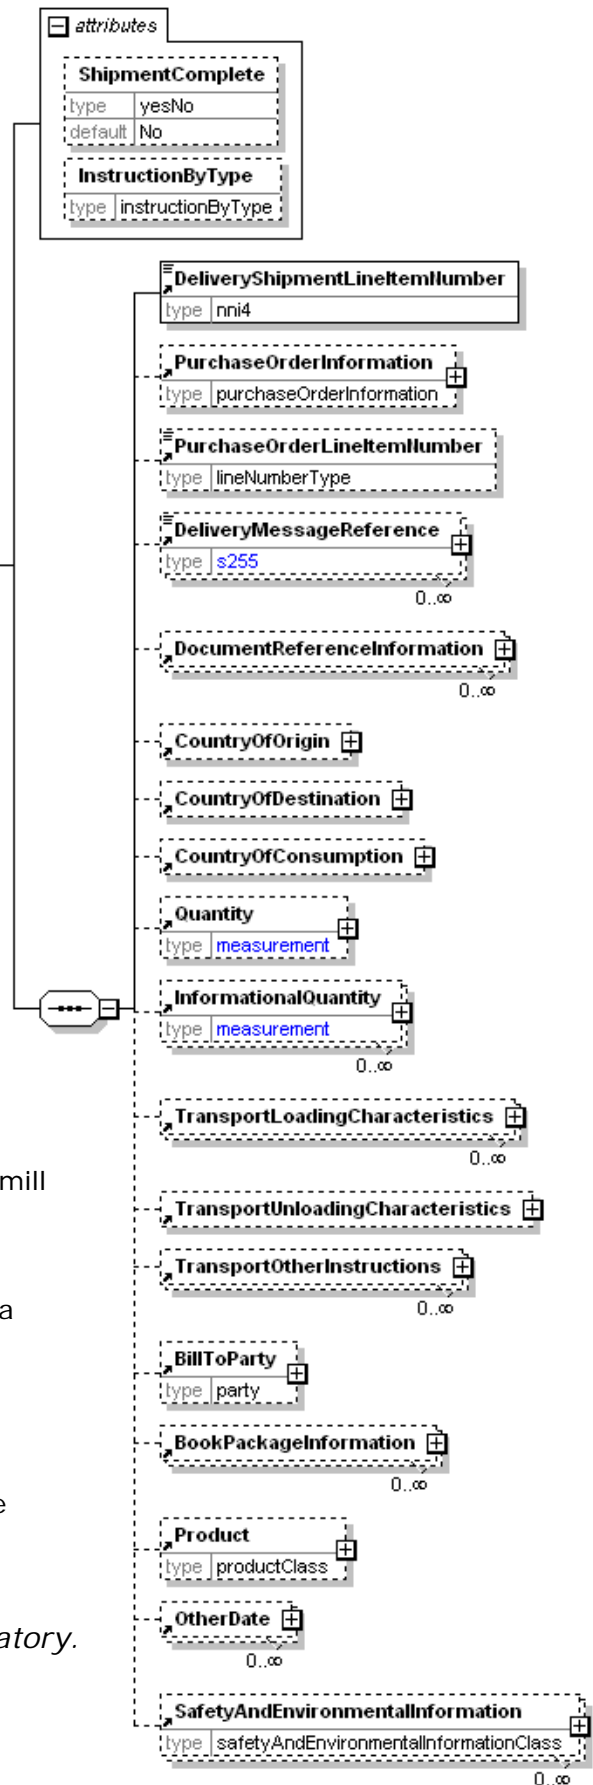 attributes
ShipmentComplete
type yesNo
default No
InstructionByType
type instructionByType
DeliveryShipmentLineItemNumber
type nni4
PurchaseOrderInformation
type purchaseOrderInformation
PurchaseOrderLineItemNumber
type lineNumberType
DeliveryMessageReference
type s255
0..∞
DocumentReferenceInformation
0..∞
CountryOfOrigin
CountryOfDestination
CountryOfConsumption
Quantity
type measurement
InformationalQuantity
type measurement
0..∞
TransportLoadingCharacteristics
0..∞
mill
TransportUnloadingCharacteristics
TransportOtherInstructions
0..∞
a
BillToParty
type party
BookPackageInformation
0..∞
e
Product
type productClass
OtherDate
0..∞
atory.
SafetyAndEnvironmentalInformation
type safetyAndEnvironmentalInformationClass
0..∞